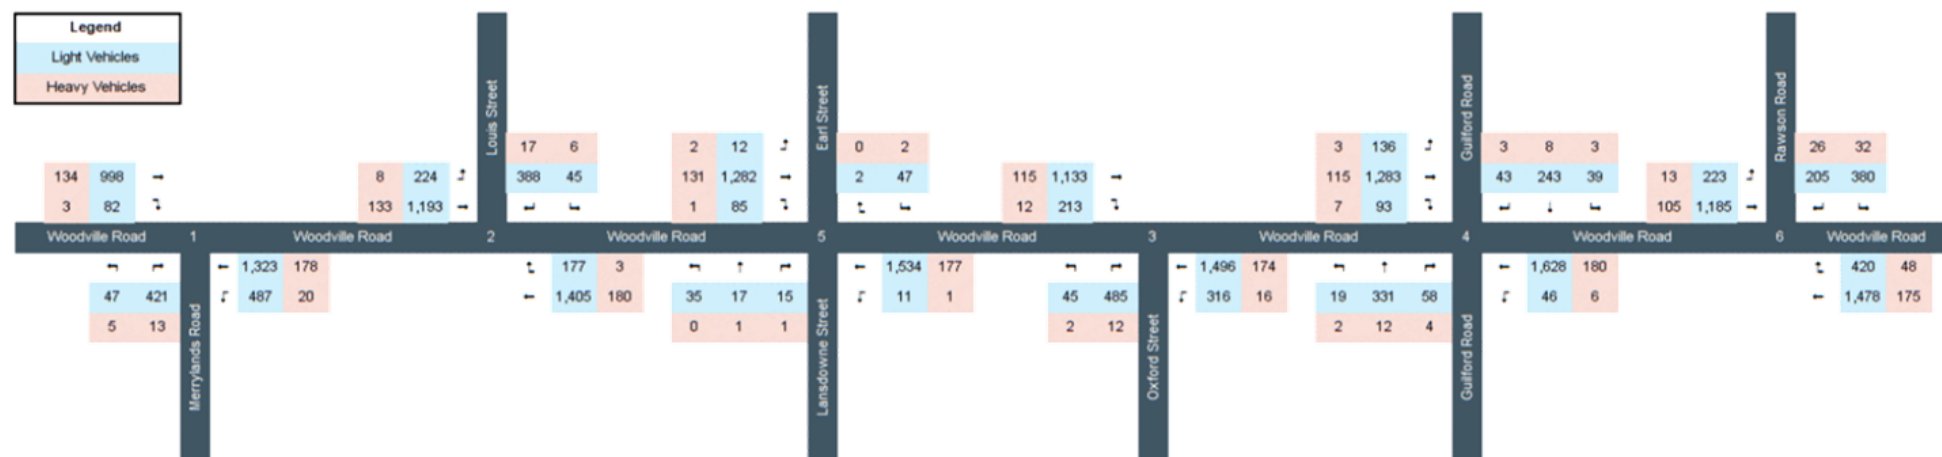 Legend
Light Vehicles
Heavy Vehicles
Louis Street
Earl Street
Guilford Road
Rawson Road
17 6
2 12
0 2
3 136
3 8 3
26 32
134 998
8 224
388 45
131 1,282
2 47
115 1,133
115 1,283
43 243 39
13 223
205 380
3 82
133 1,193
1 85
12 213
7 93
105 1,185
Woodville Road 1 Woodville Road 2 Woodville Road 5 Woodville Road 3 Woodville Road 4 Woodville Road 6 Woodville Road
1,323 178
177 3
1,534 177
1,496 174
1,628 180
420 48
47 421
487 20
1,405 180
35 17 15
11 1
45 485
316 16
19 331 58
46 6
1,478 175
5 13
0 1 1
2 12
2 12 4
Merrylands Road
Lansdowne Street
Oxford Street
Guilford Road